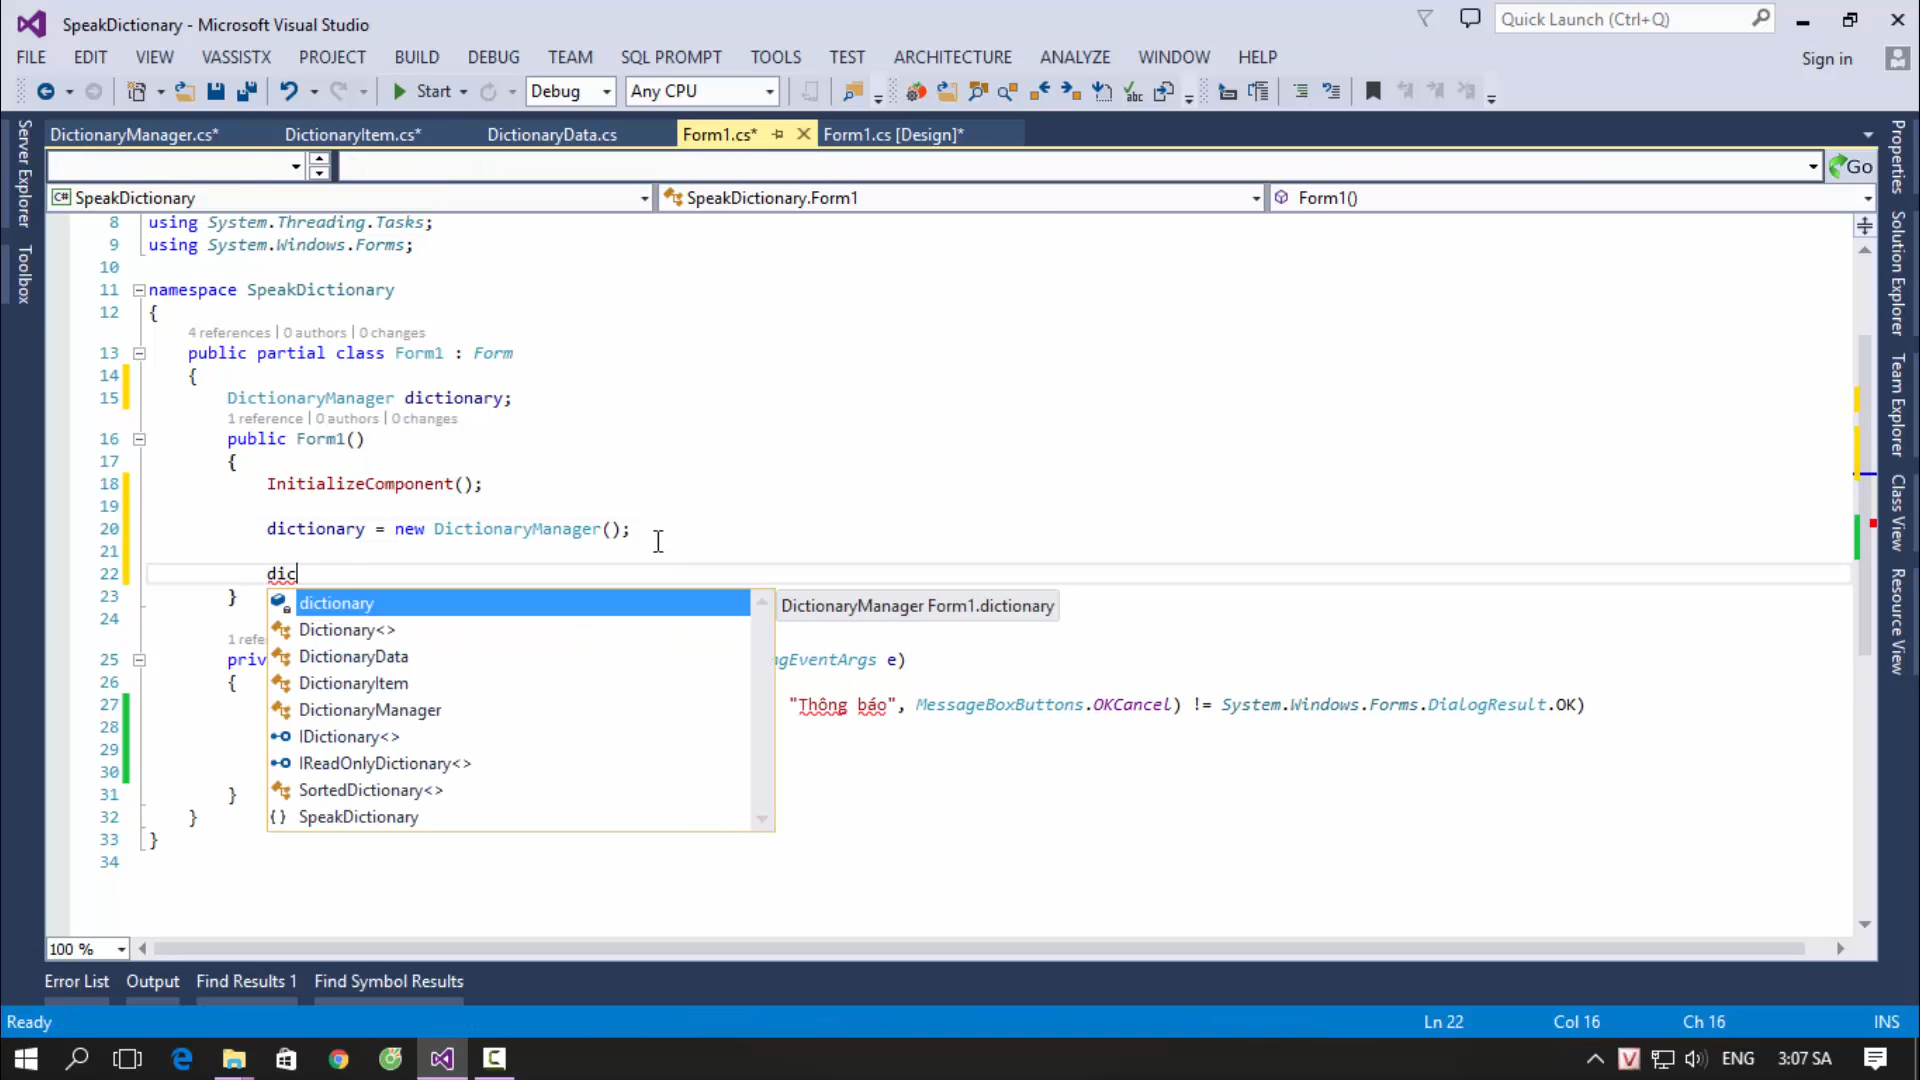 SpeakDictionary - Microsoft Visual Studio
Quick Launch (Ctrl+Q)
FILE EDIT VIEW VASSISTX PROJECT BUILD DEBUG TEAM SQL PROMPT TOOLS TEST ARCHITECTURE ANALYZE WINDOW HELP
Sign in
Start Debug Any CPU
DictionaryManager.cs* DictionaryItem.cs* DictionaryData.cs Form1.cs* Form1.cs [Design]*
Go
C# SpeakDictionary SpeakDictionary.Form1 Form1()
Server Explorer
Toolbox
Properties
Solution Explorer
Team Explorer
Class View
Resource View
8 using System.Threading.Tasks;
9 using System.Windows.Forms;
10
11 namespace SpeakDictionary
12 {
4 references | 0 authors | 0 changes
13 public partial class Form1 : Form
14 {
15 DictionaryManager dictionary;
1 reference | 0 authors | 0 changes
16 public Form1()
17 {
18 InitializeComponent();
19
20 dictionary = new DictionaryManager();
21
22 dic
23 }
24
dictionary
DictionaryManager Form1.dictionary
Dictionary<>
DictionaryData
DictionaryItem
DictionaryManager
IDictionary<>
IReadOnlyDictionary<>
SortedDictionary<>
{ } SpeakDictionary
1 refe
25 priv gEventArgs e)
26 {
27 "Thông báo", MessageBoxButtons.OKCancel) != System.Windows.Forms.DialogResult.OK)
28
29
30
31 }
32 }
33 }
34
100 %
Error List Output Find Results 1 Find Symbol Results
Ready Ln 22 Col 16 Ch 16 INS
ENG 3:07 SA